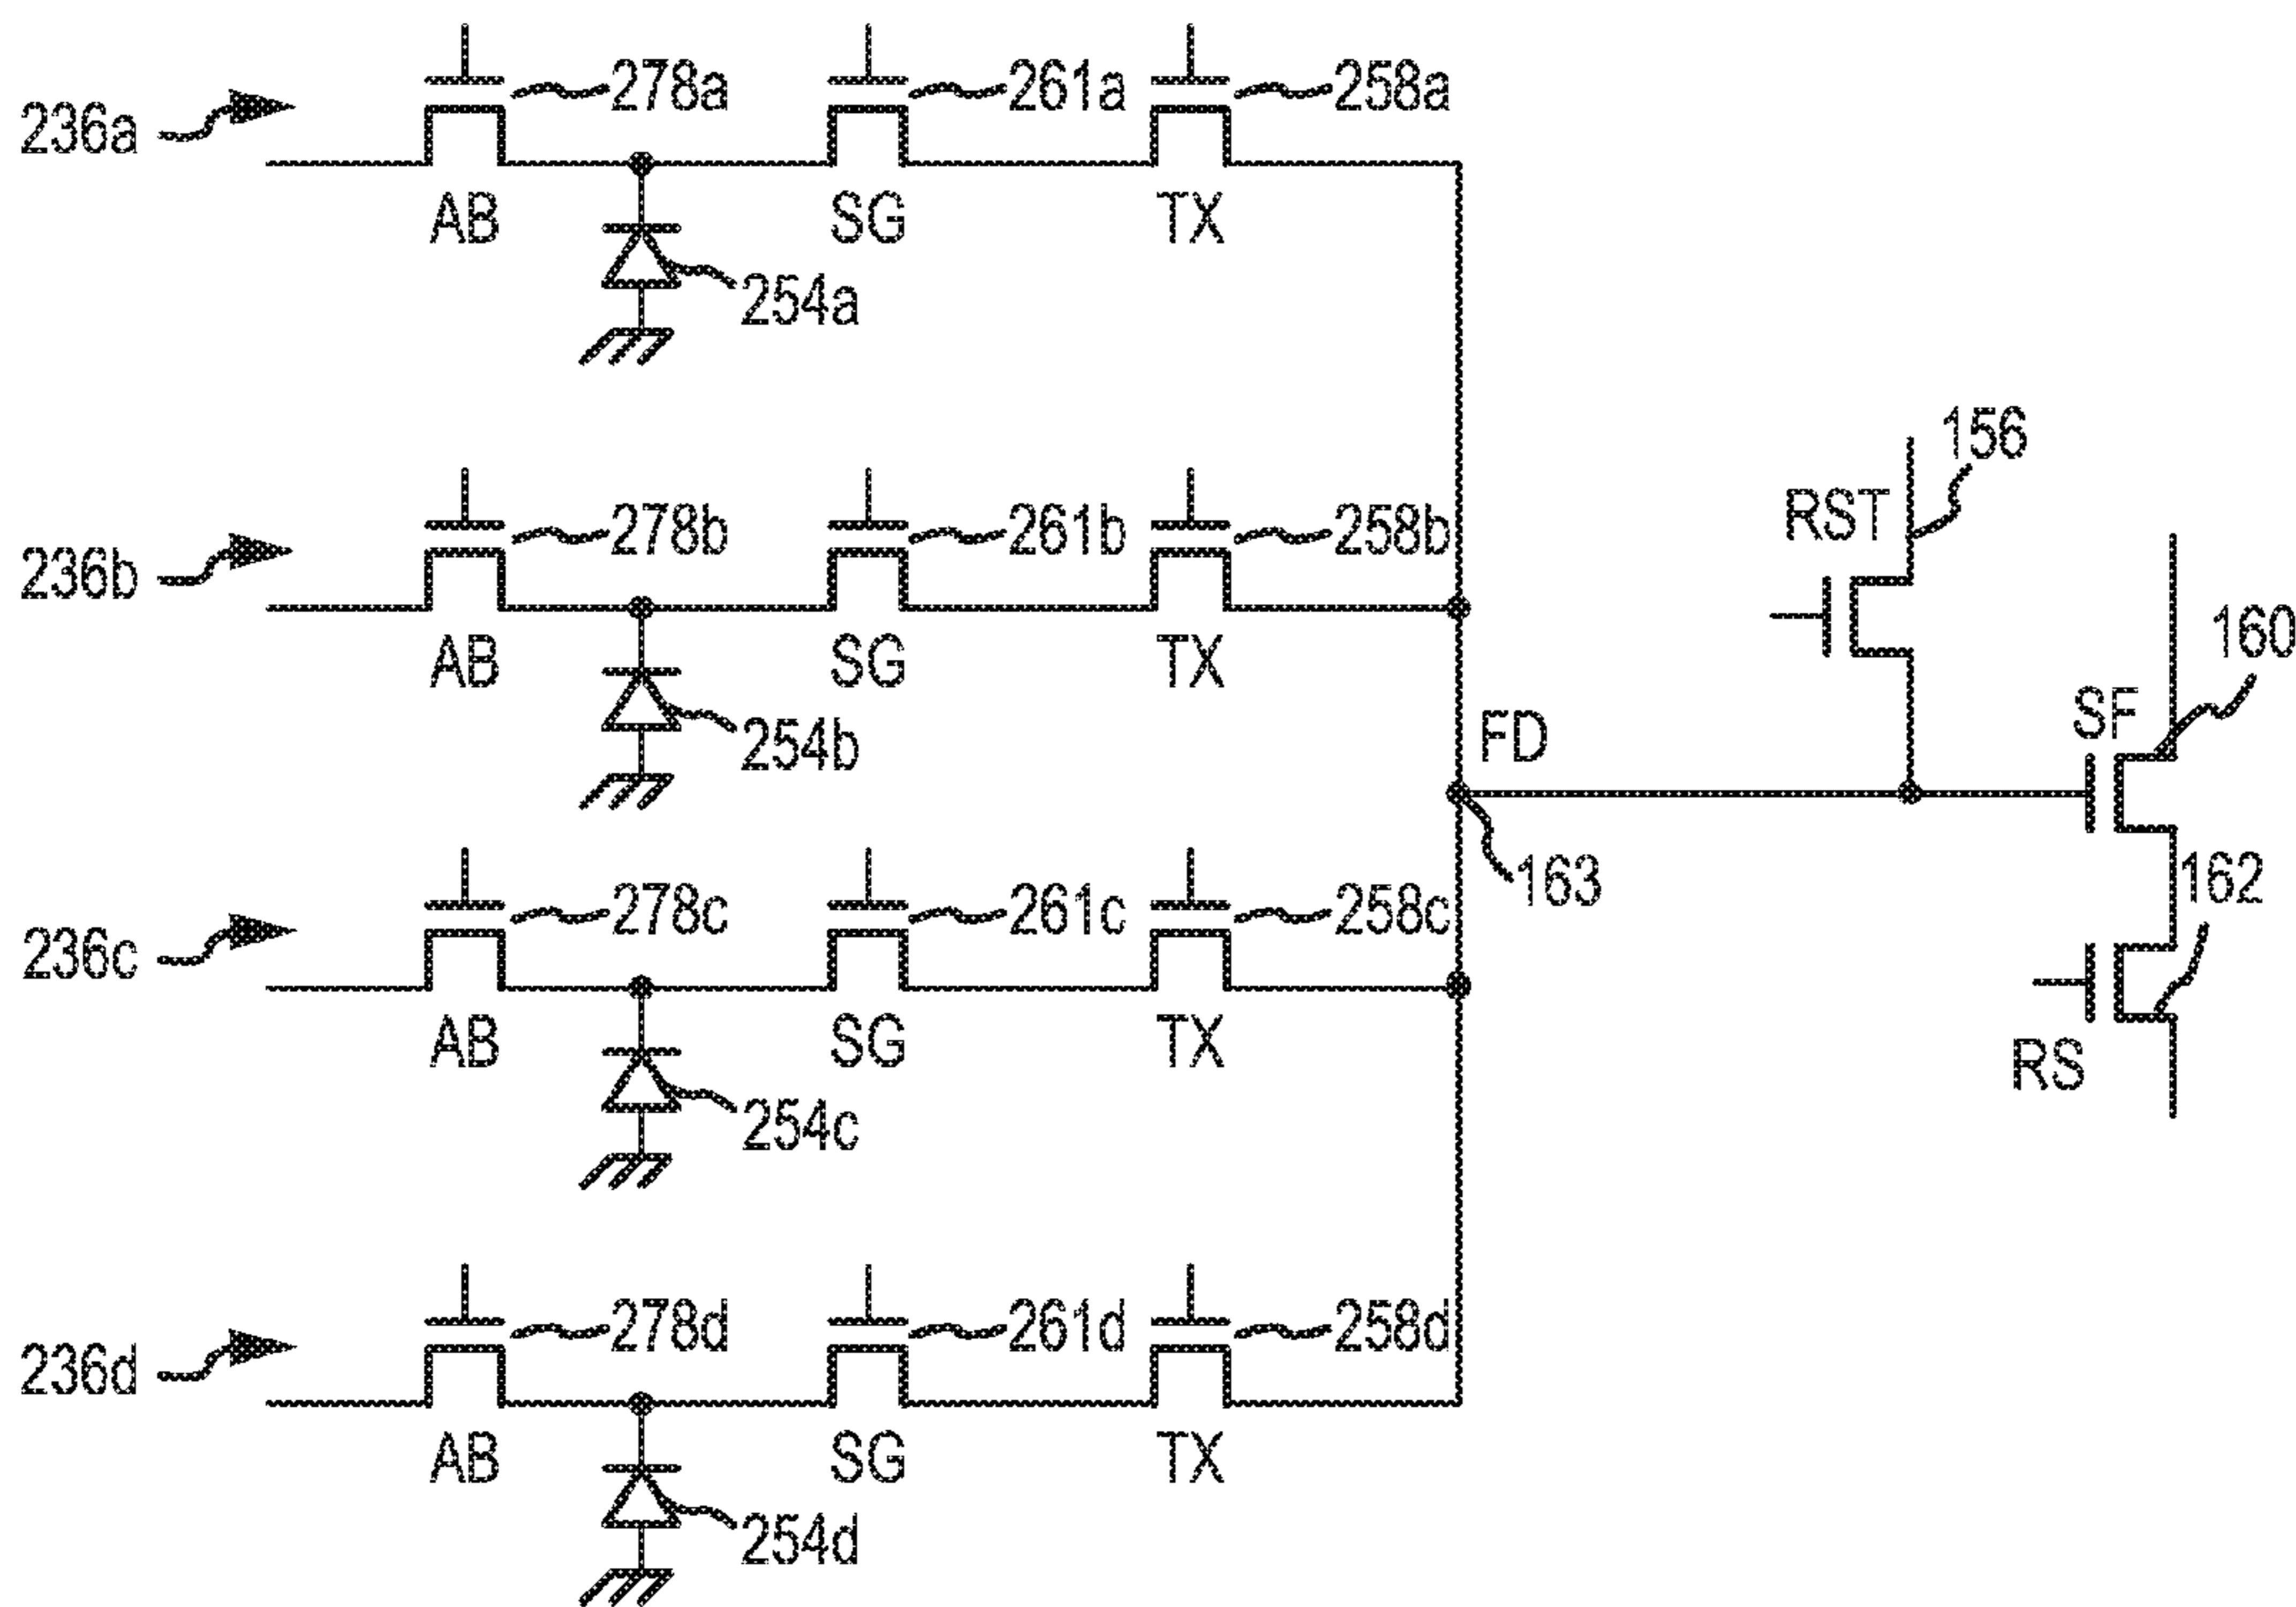 278a 261a 258a
236a
AB SG TX
254a
156
RST
278b 261b 258b
236b
160
AB SG TX
SF
254b FD
162
163
278c 261c 258c
236c
AB SG TX
RS
254c
278d 261d 258d
236d
AB SG TX
254d